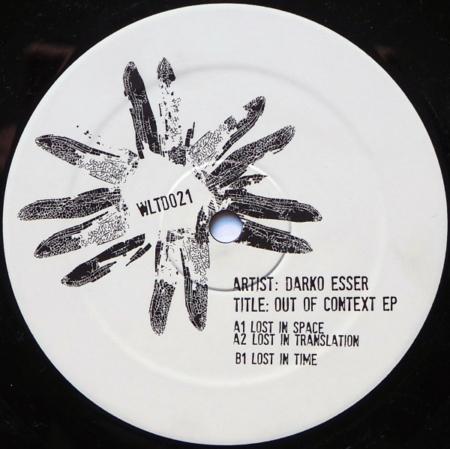 WLTD021
ARTIST: DARKO ESSER
TITLE: OUT OF CONTEXT EP
A1 LOST IN SPACE
A2 LOST IN TRANSLATION
B1 LOST IN TIME